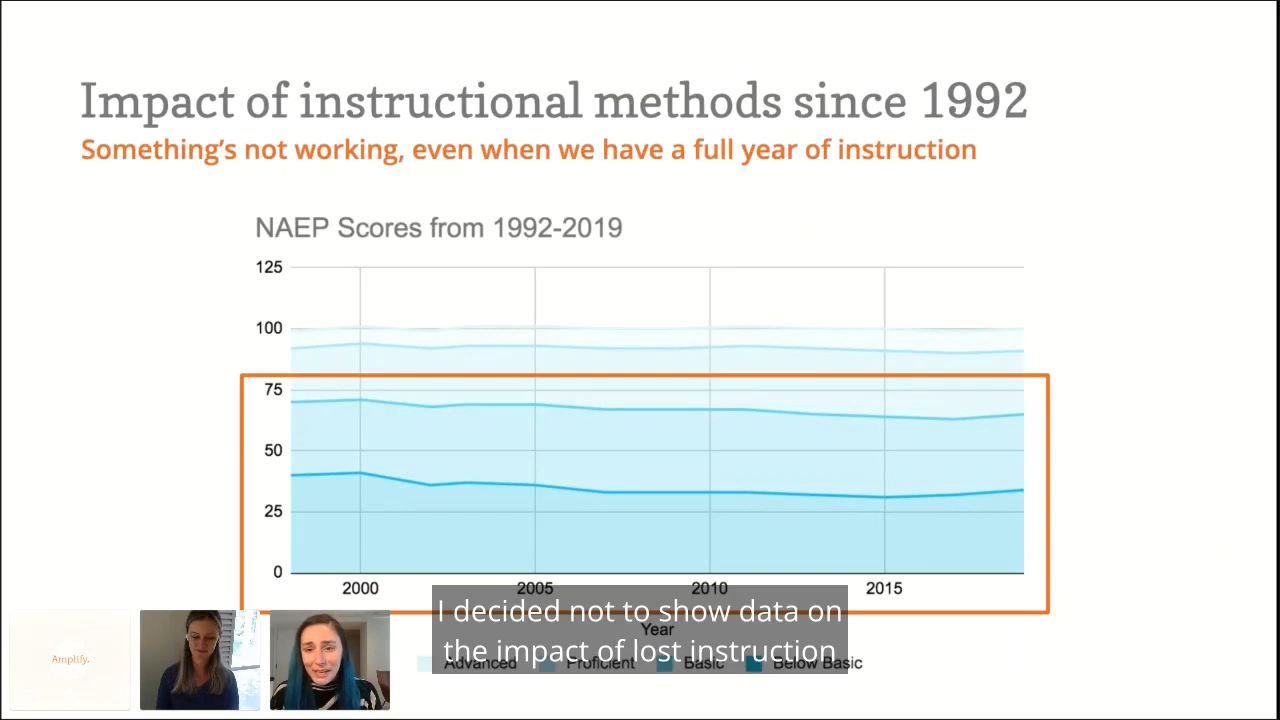 Impact of instructional methods since 1992
Something's not working, even when we have a full year of instruction
NAEP Scores from 1992-2019
125
100
75
50
25
0
2000 2005 2010 2015
Year
Advanced Proficient Basic Below Basic
I decided not to show data on
the impact of lost instruction
Amplify.